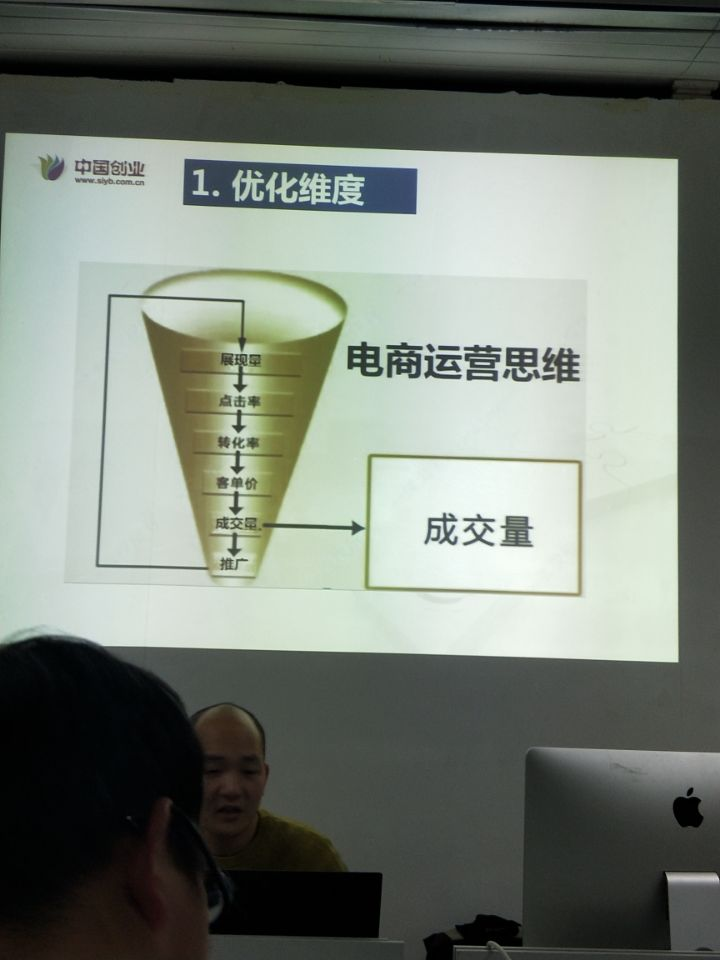 中国创业
www.siyb.com.cn
1. 优化维度
电商运营思维
展现量
点击率
转化率
客单价
成交量
推广
成交量